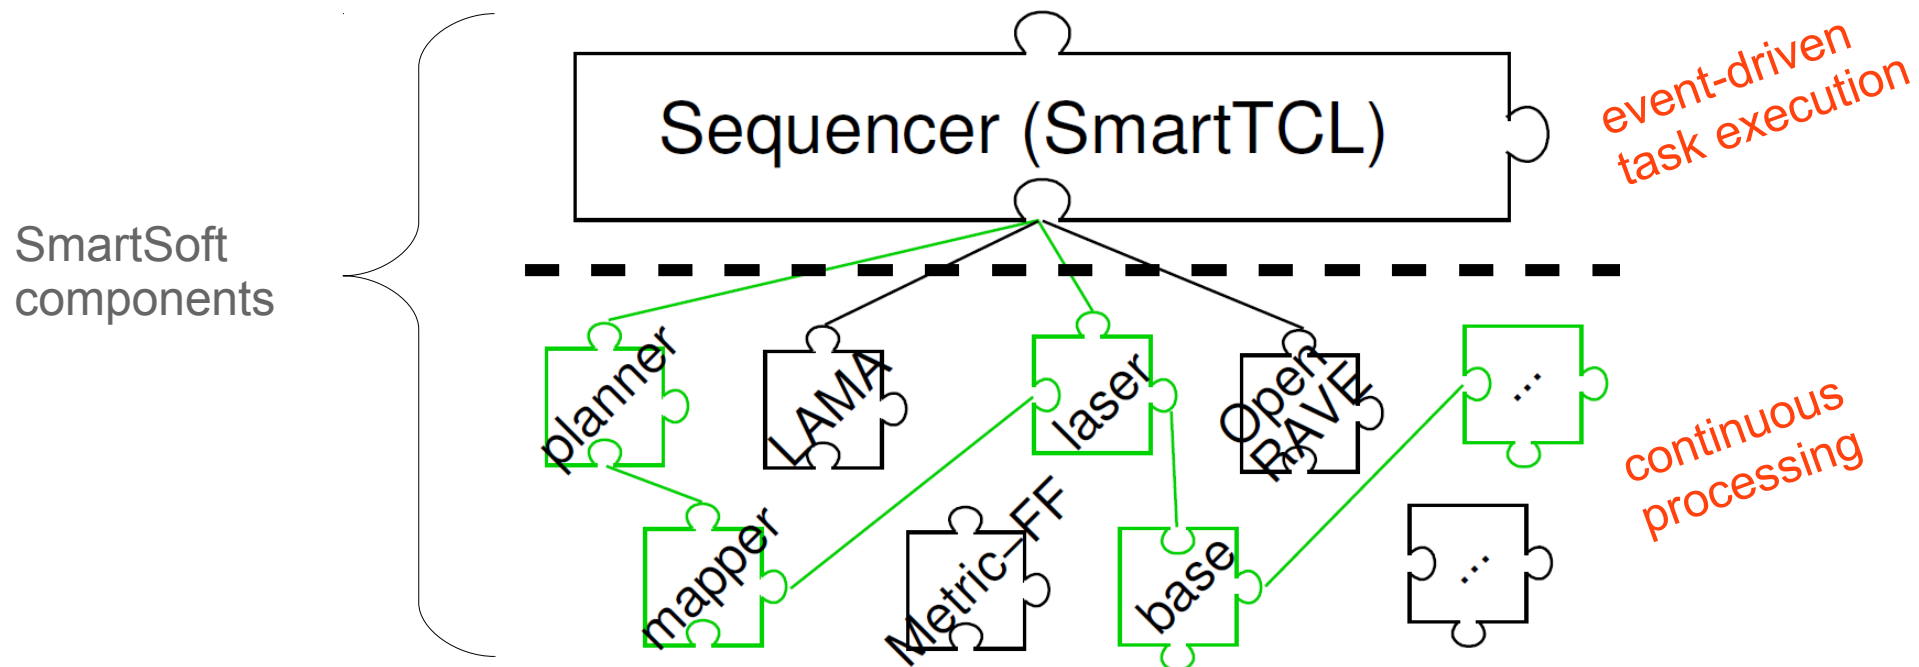 Sequencer (SmartTCL)
event-driven
task execution
SmartSoft
components
planner
LAMA
laser
Open
RAVE
...
continuous
processing
mapper
Metric–FF
base
...